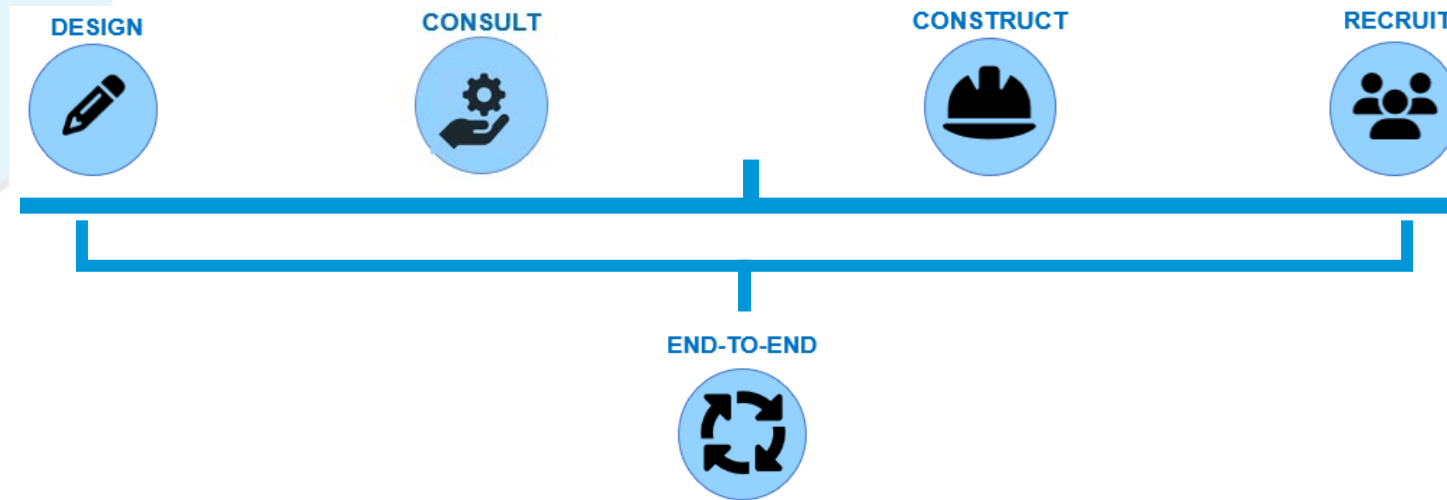 DESIGN
CONSULT
CONSTRUCT
RECRUIT
END-TO-END